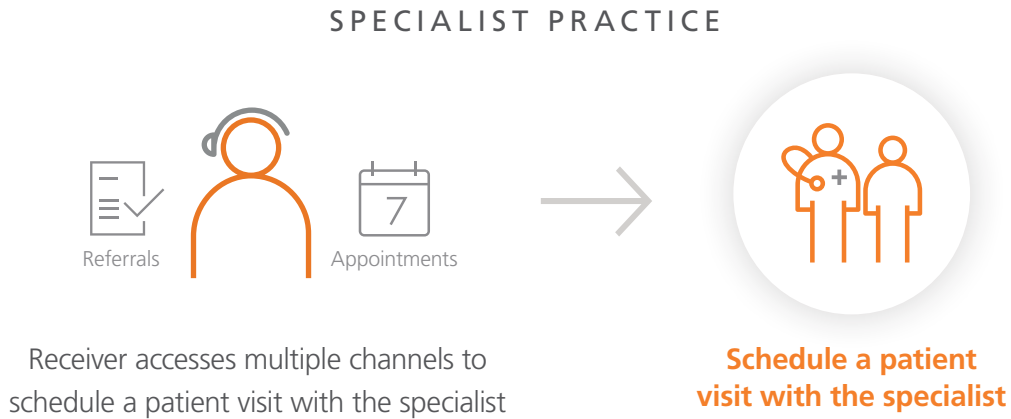 SPECIALIST PRACTICE
7
Referrals
Appointments
Receiver accesses multiple channels to
schedule a patient visit with the specialist
Schedule a patient
visit with the specialist